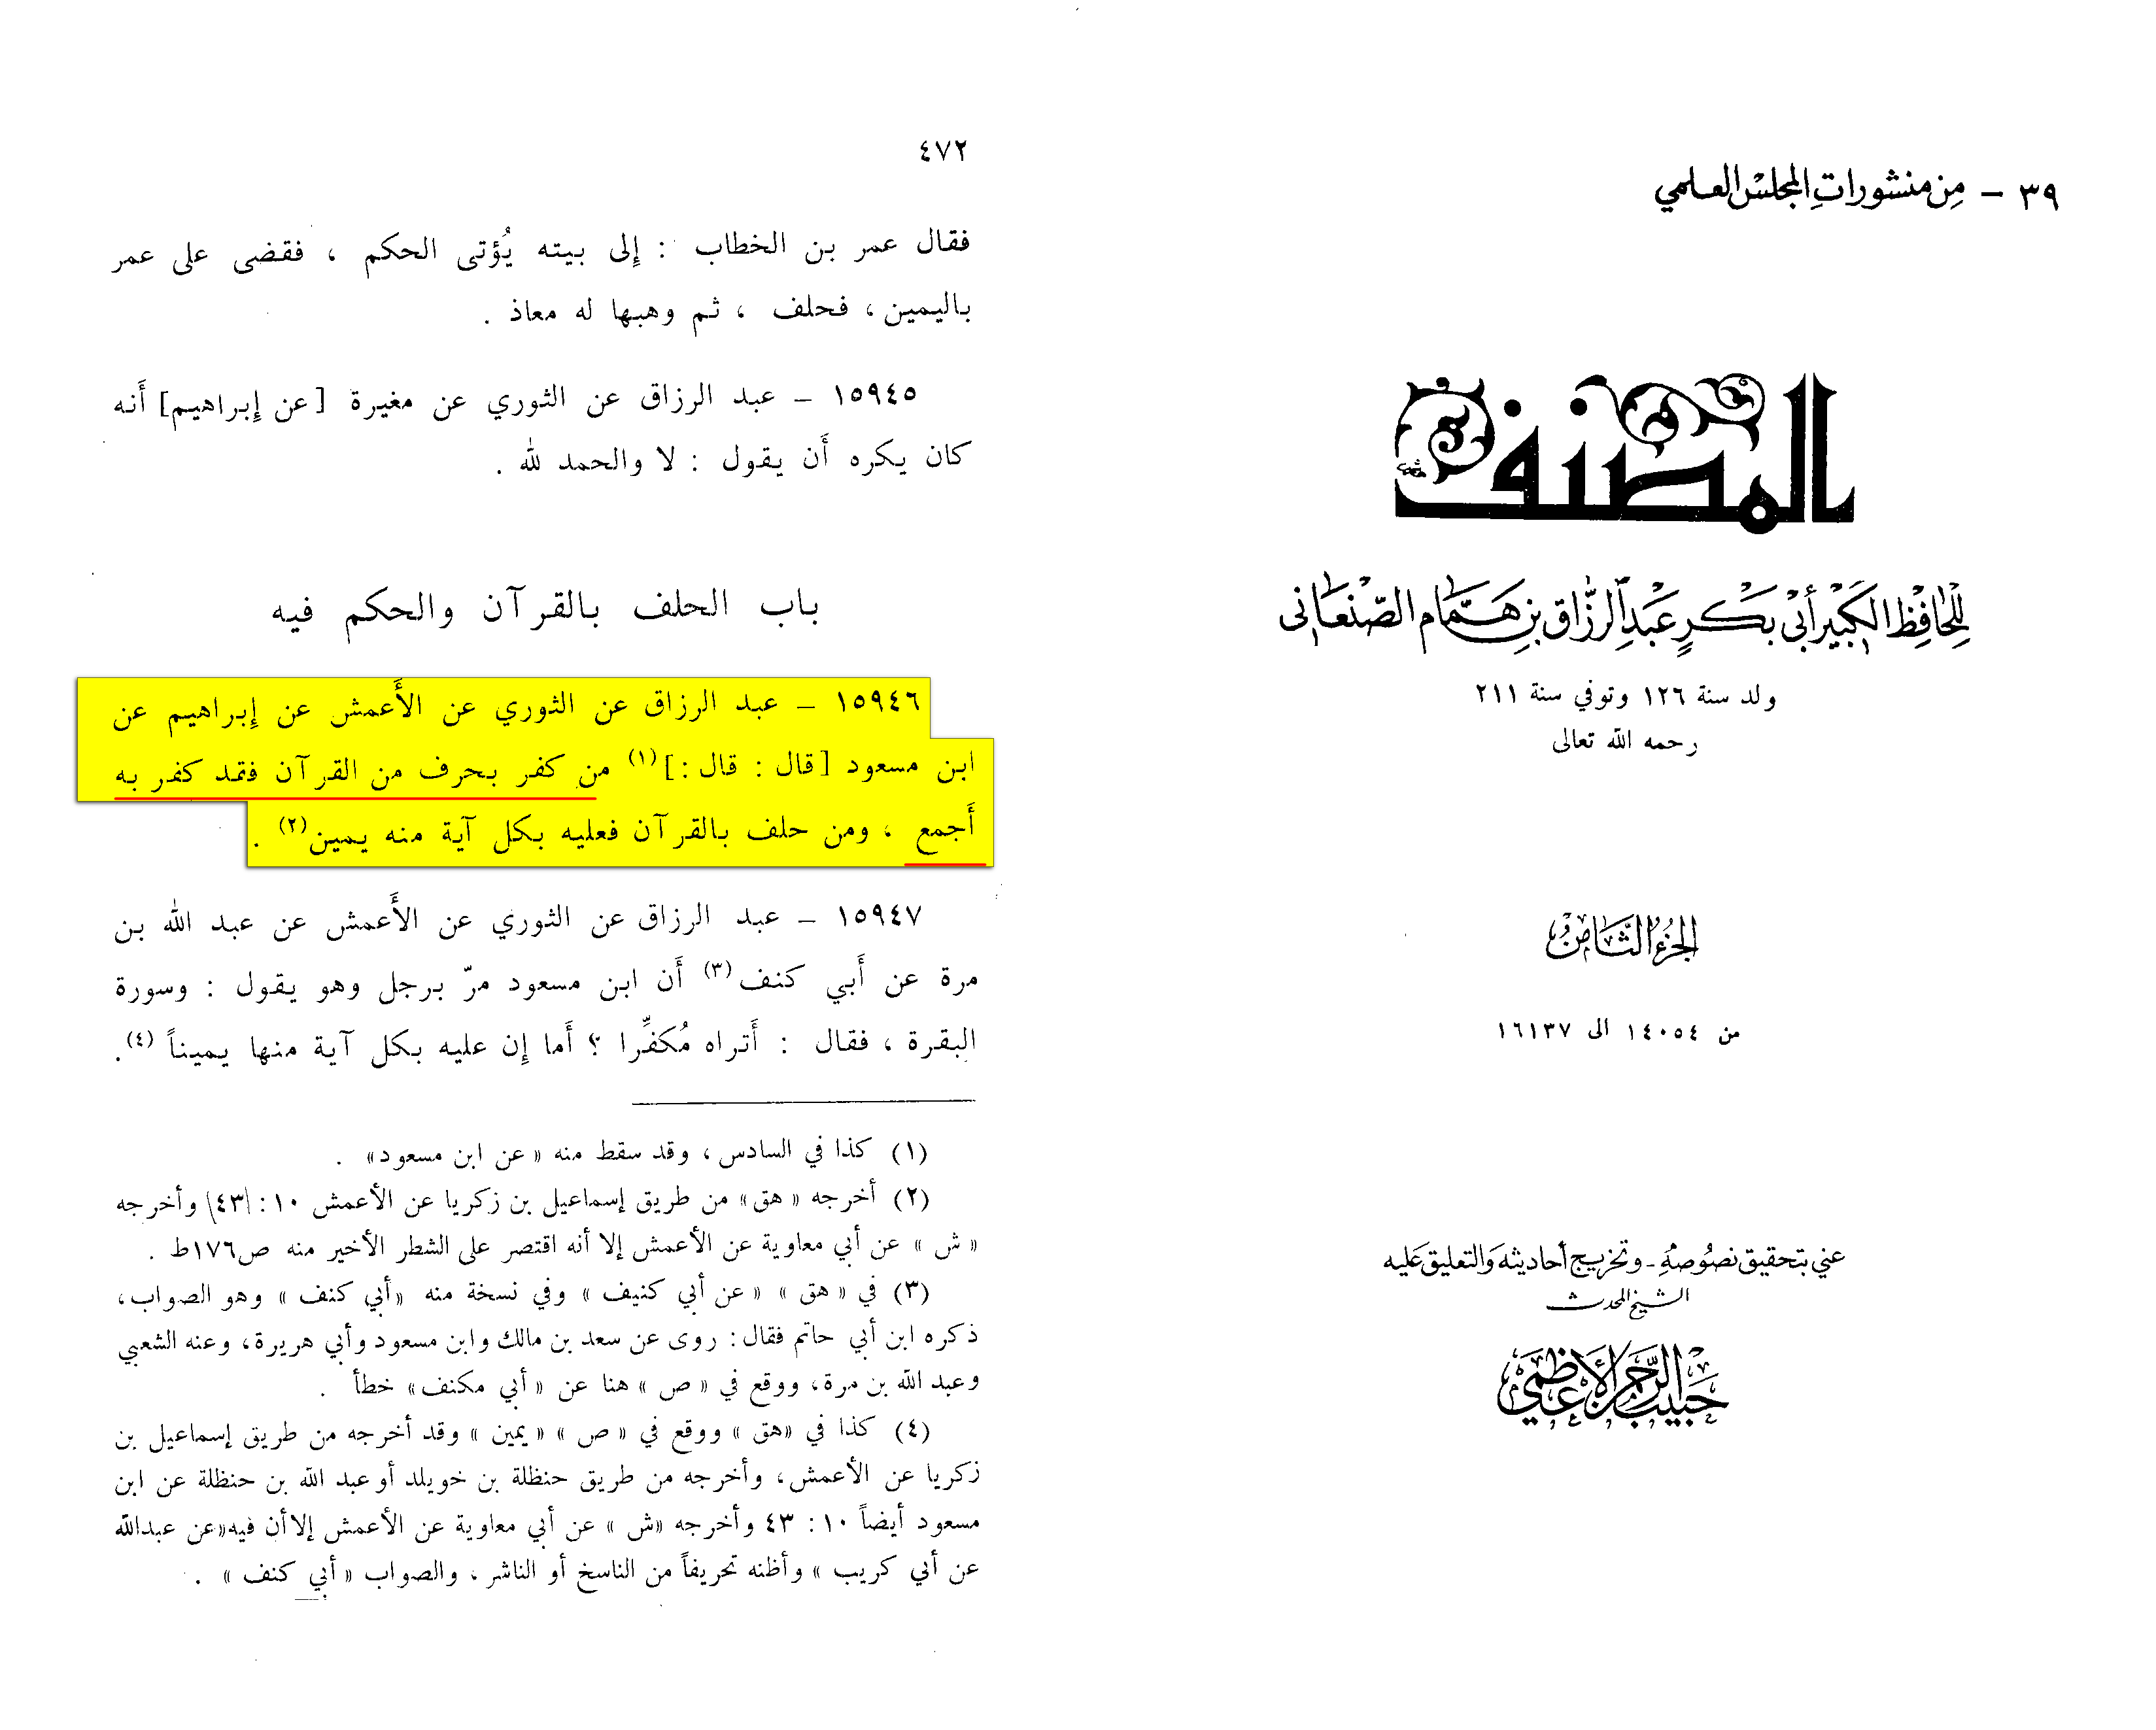 ٣٩ – مِن منشورات المجلس العلمي
المصنف
للحافظ الكبير أبي بكر عبد الرزاق بن همام الصنعاني
ولد سنة ١٢٦ وتوفي سنة ٢١١
رحمه الله تعالى
الجزء الثامن
من ١٤٠٥٤ الى ١٦١٣٧
عني بتحقيق نصوصه - وتخريج أحاديثه والتعليق عليه
الشيخ المحدث
حبيب الرحمن الأعظمي
٤٧٢
فقال عمر بن الخطاب : إلى بيته يُؤتى الحكم ، فقضى على عمر
باليمين ، فحلف ، ثم وهبها له معاذ .
١٥٩٤٥ – عبد الرزاق عن الثوري عن مغيرة [ عن إبراهيم] أنه
كان يكره أن يقول : لا والحمد لله .
باب الحلف بالقرآن والحكم فيه
١٥٩٤٦ – عبد الرزاق عن الثوري عن الأعمش عن إبراهيم عن
ابن مسعود [قال : قال :] (١) من كفر بحرف من القرآن فقد كفر به
أجمع ، ومن حلف بالقرآن فعليه بكل آية منه يمين (٢) .
١٥٩٤٧ – عبد الرزاق عن الثوري عن الأعمش عن عبد الله بن
مرة عن أبي كنف (٣) أن ابن مسعود مرّ برجل وهو يقول : وسورة
البقرة ، فقال : أتراه مُكفِّرا ؟ أما إن عليه بكل آية منها يميناً (٤) .
(١) كذا في السادس ، وقد سقط منه « عن ابن مسعود» .
(٢) أخرجه « هق» من طريق إسماعيل بن زكريا عن الأعمش ١٠ : ٤٣ وأخرجه
« ش » عن أبي معاوية عن الأعمش إلا أنه اقتصر على الشطر الأخير منه ص١٧٦ط .
(٣) في « هق » « عن أبي كنيف » وفي نسخة منه «أبي كنف » وهو الصواب ،
ذكره ابن أبي حاتم فقال : روى عن سعد بن مالك وابن مسعود وأبي هريرة ، وعنه الشعبي
وعبد الله بن مرة ، ووقع في « ص » هنا عن « أبي مكنف» خطأ .
(٤) كذا في «هق » ووقع في « ص » « يمين » وقد أخرجه من طريق إسماعيل بن
زكريا عن الأعمش ، وأخرجه من طريق حنظلة بن خويلد أو عبد الله بن حنظلة عن ابن
مسعود أيضاً ١٠ : ٤٣ وأخرجه «ش » عن أبي معاوية عن الأعمش إلا أن فيه «عن عبدالله
عن أبي كريب » وأظنه تحريفاً من الناسخ أو الناشر ، والصواب « أبي كنف » .